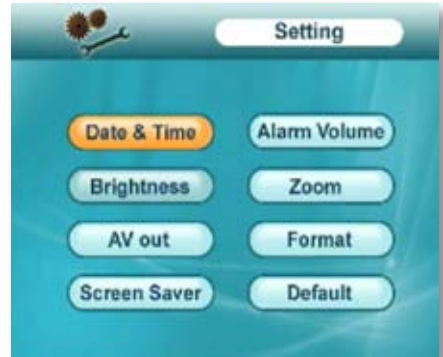 Setting
Date & Time
Alarm Volume
Brightness
Zoom
AV out
Format
Screen Saver
Default